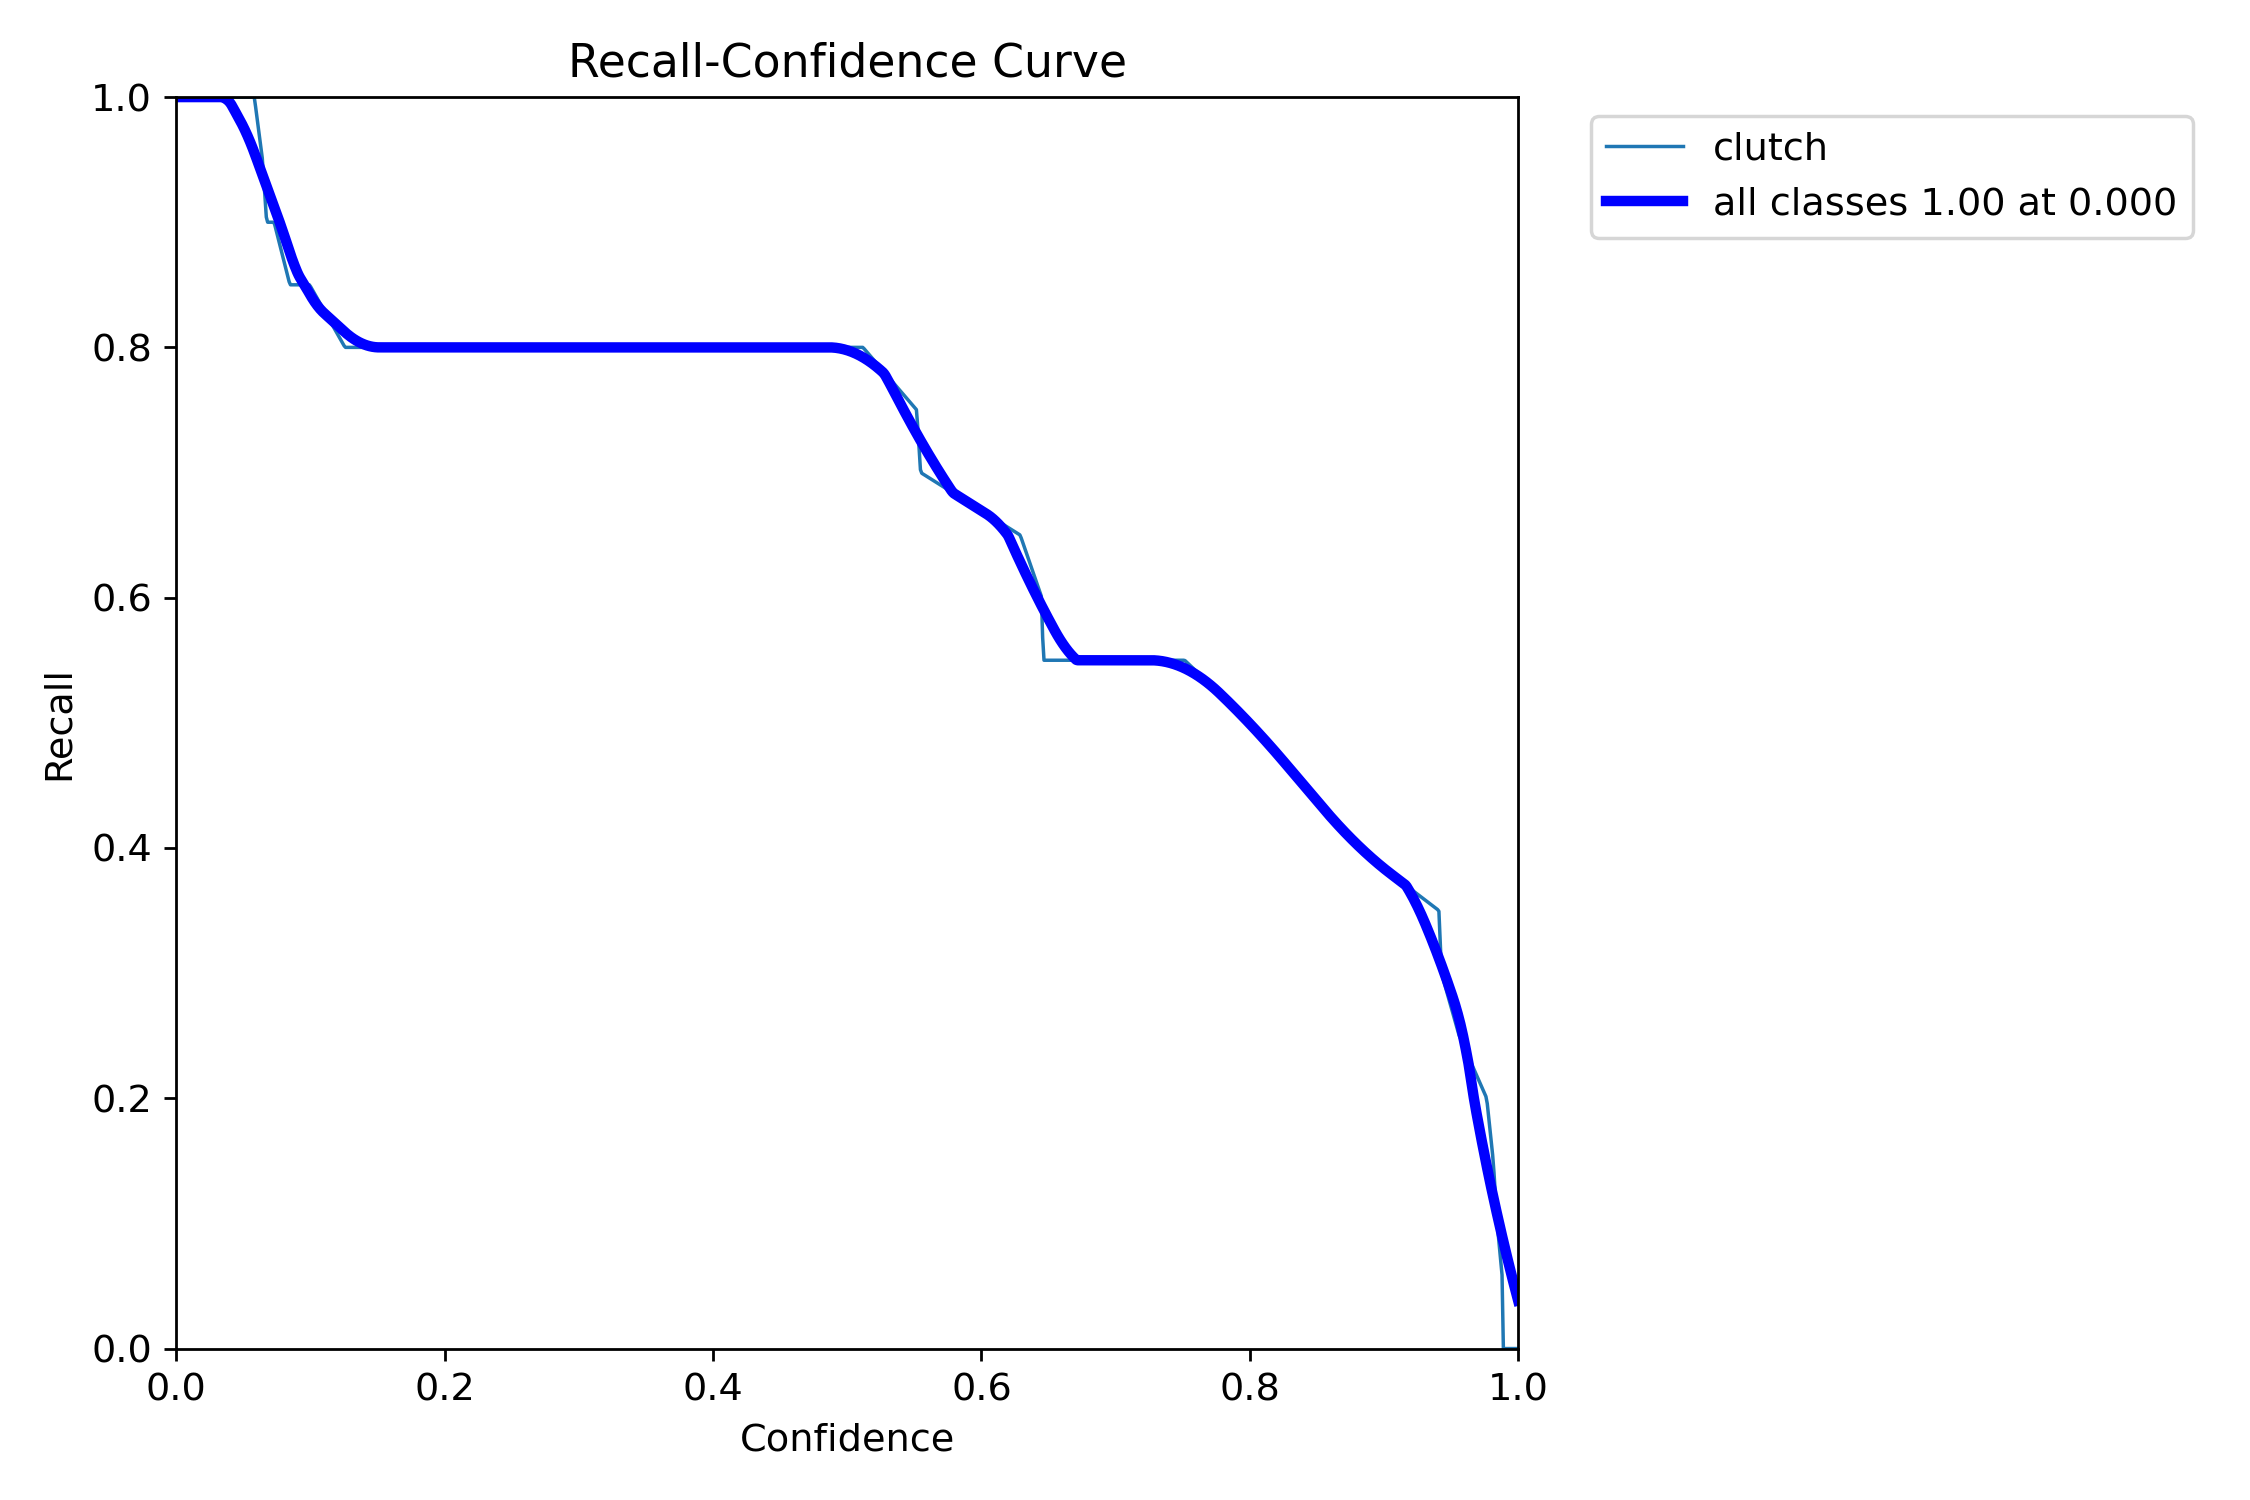 Recall-Confidence Curve
clutch
all classes 1.00 at 0.000
1.0
0.8
0.6
0.4
0.2
0.0
Recall
0.0 0.2 0.4 0.6 0.8 1.0
Confidence